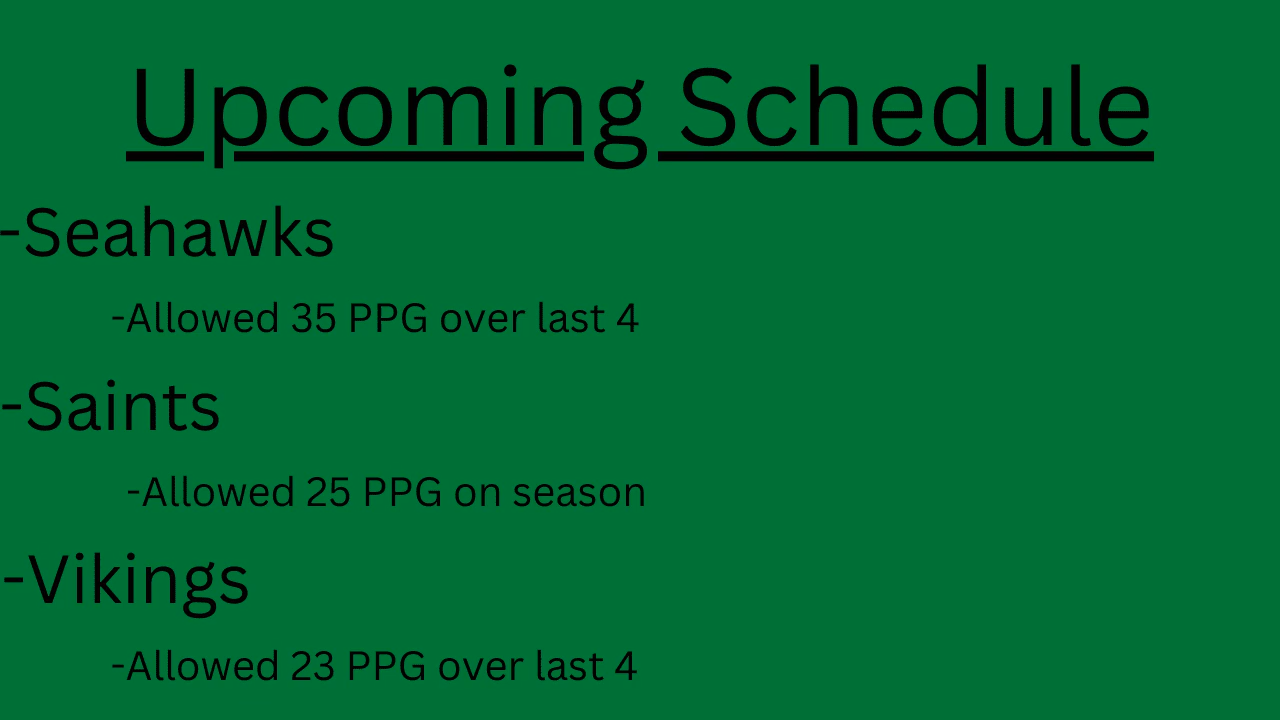 Upcoming Schedule
-Seahawks
-Allowed 35 PPG over last 4
-Saints
-Allowed 25 PPG on season
-Vikings
-Allowed 23 PPG over last 4